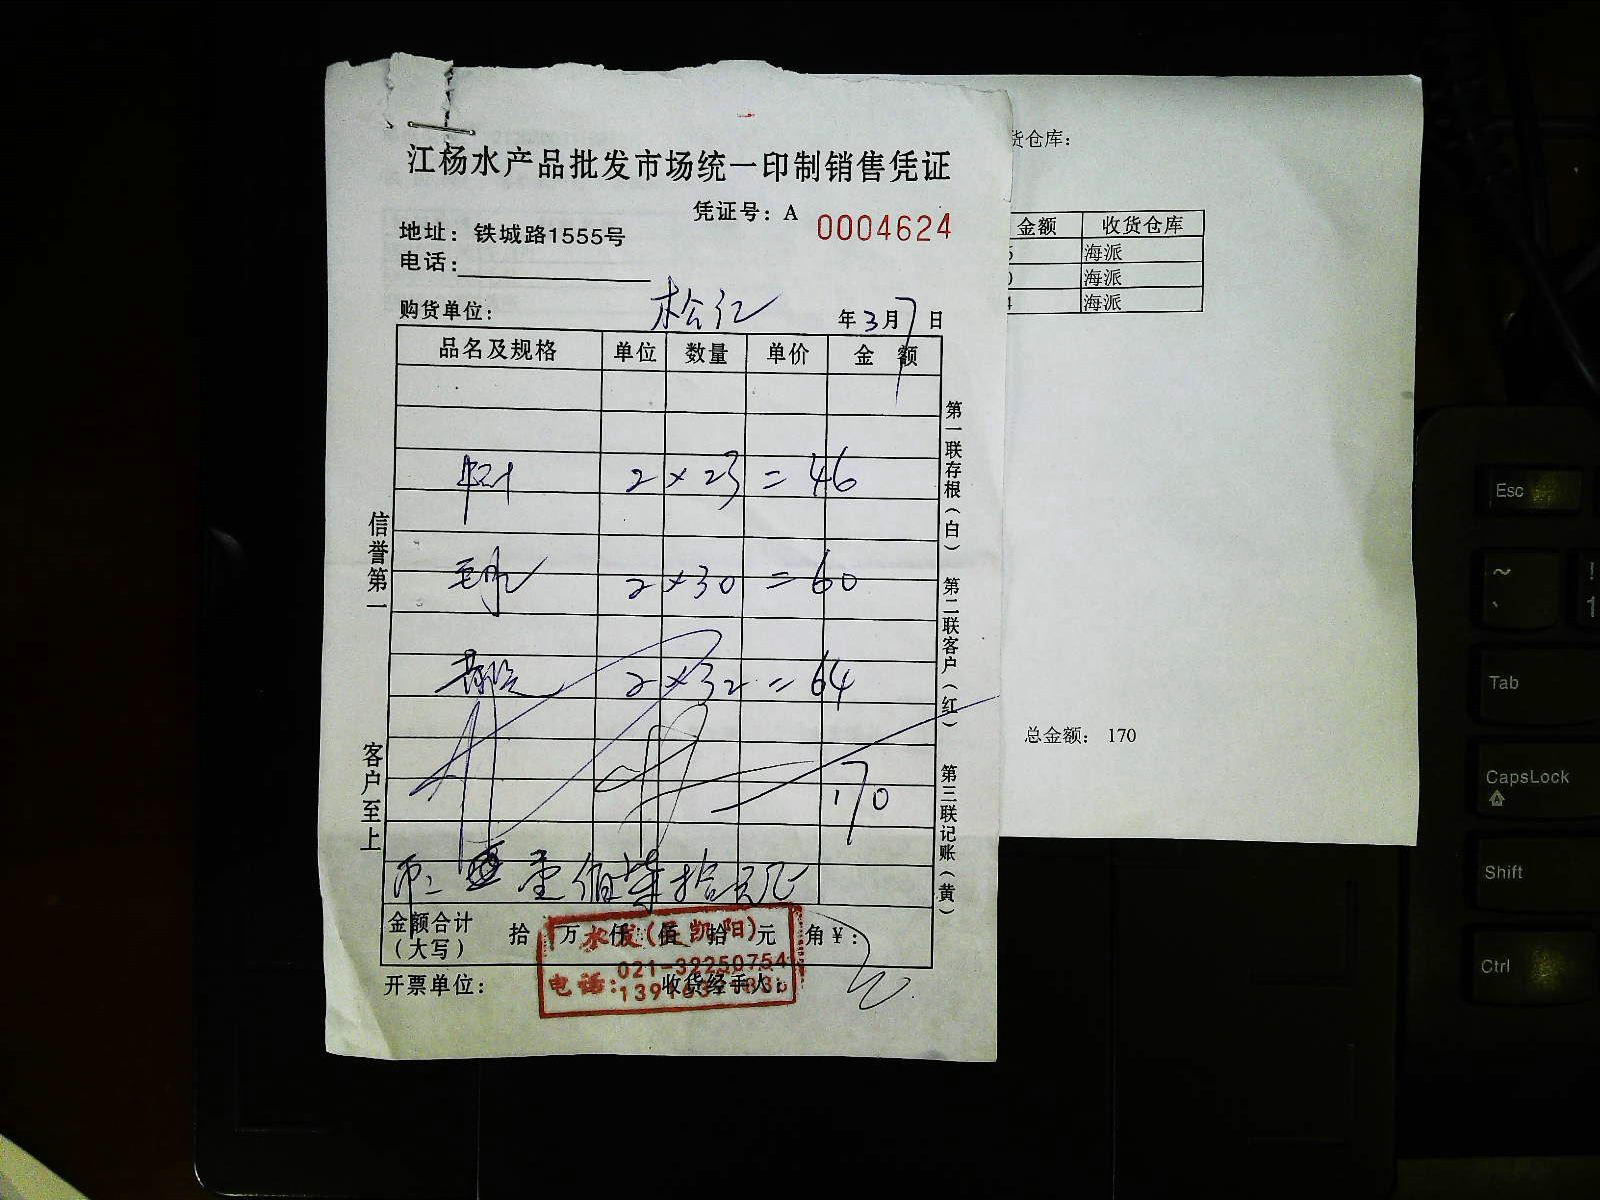 江杨水产品批发市场统一印制销售凭证
凭证号：A 0004624
地址：铁城路1555号
电话：
购货单位：
年3月7日
品名及规格 单位 数量 单价 金额
2×23=46
2×30=60
2×32=64
170
壹佰柒拾元
金额合计（大写） 拾 万 仟 佰 拾 元 角 ¥：
开票单位： 收货经手人：
电话：021-32250754
信誉第一
客户至上
第一联存根（白） 第二联客户（红） 第三联记账（黄）
货仓库：
金额 收货仓库
海派
海派
海派
总金额： 170
Esc
~
Tab
CapsLock
Shift
Ctrl